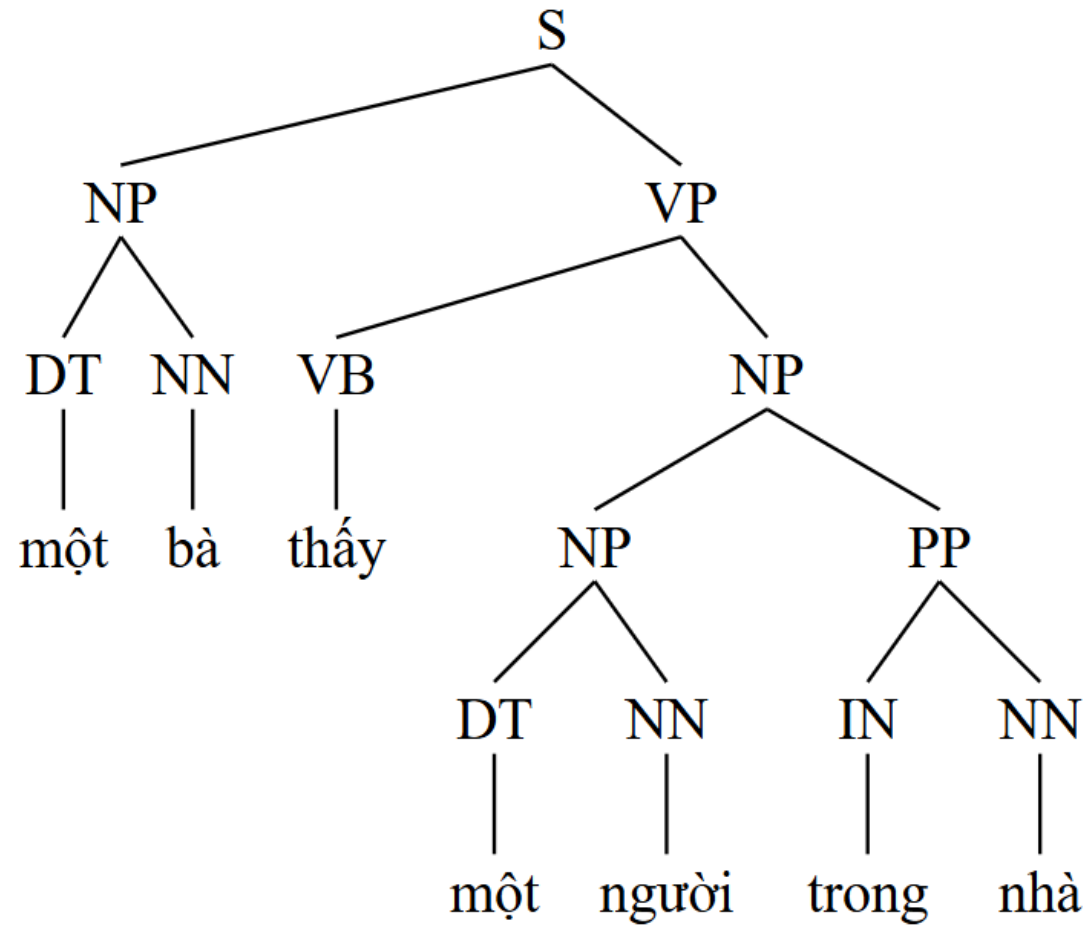 S
NP VP
DT NN VB NP
một bà thấy NP PP
DT NN IN NN
một người trong nhà